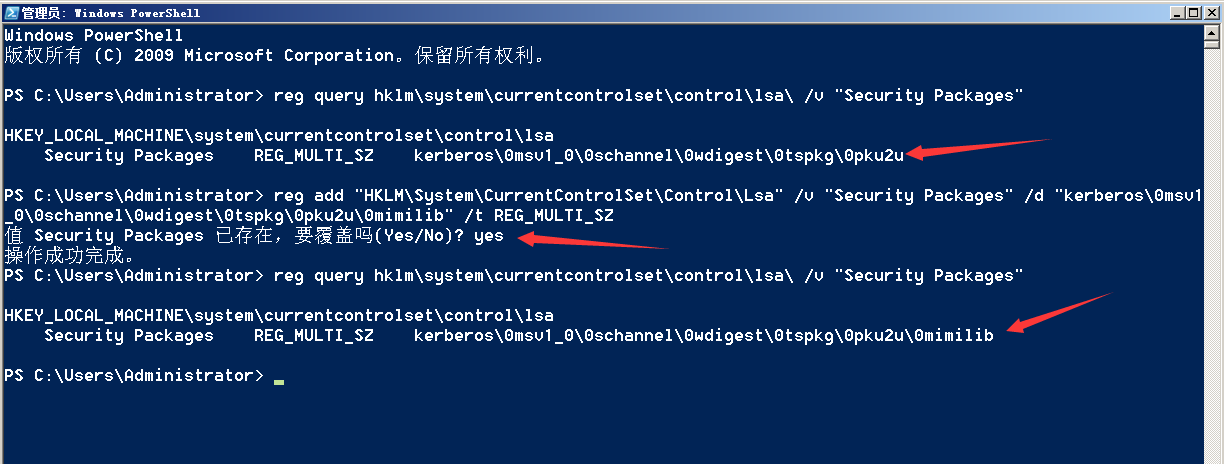 管理员: Windows PowerShell
Windows PowerShell
版权所有 (C) 2009 Microsoft Corporation。保留所有权利。
PS C:\Users\Administrator> reg query hklm\system\currentcontrolset\control\lsa\ /v "Security Packages"
HKEY_LOCAL_MACHINE\system\currentcontrolset\control\lsa
Security Packages    REG_MULTI_SZ    kerberos\0msv1_0\0schannel\0wdigest\0tspkg\0pku2u
PS C:\Users\Administrator> reg add "HKLM\System\CurrentControlSet\Control\Lsa" /v "Security Packages" /d "kerberos\0msv1
_0\0schannel\0wdigest\0tspkg\0pku2u\0mimilib" /t REG_MULTI_SZ
值 Security Packages 已存在，要覆盖吗(Yes/No)? yes
操作成功完成。
PS C:\Users\Administrator> reg query hklm\system\currentcontrolset\control\lsa\ /v "Security Packages"
HKEY_LOCAL_MACHINE\system\currentcontrolset\control\lsa
Security Packages    REG_MULTI_SZ    kerberos\0msv1_0\0schannel\0wdigest\0tspkg\0pku2u\0mimilib
PS C:\Users\Administrator>